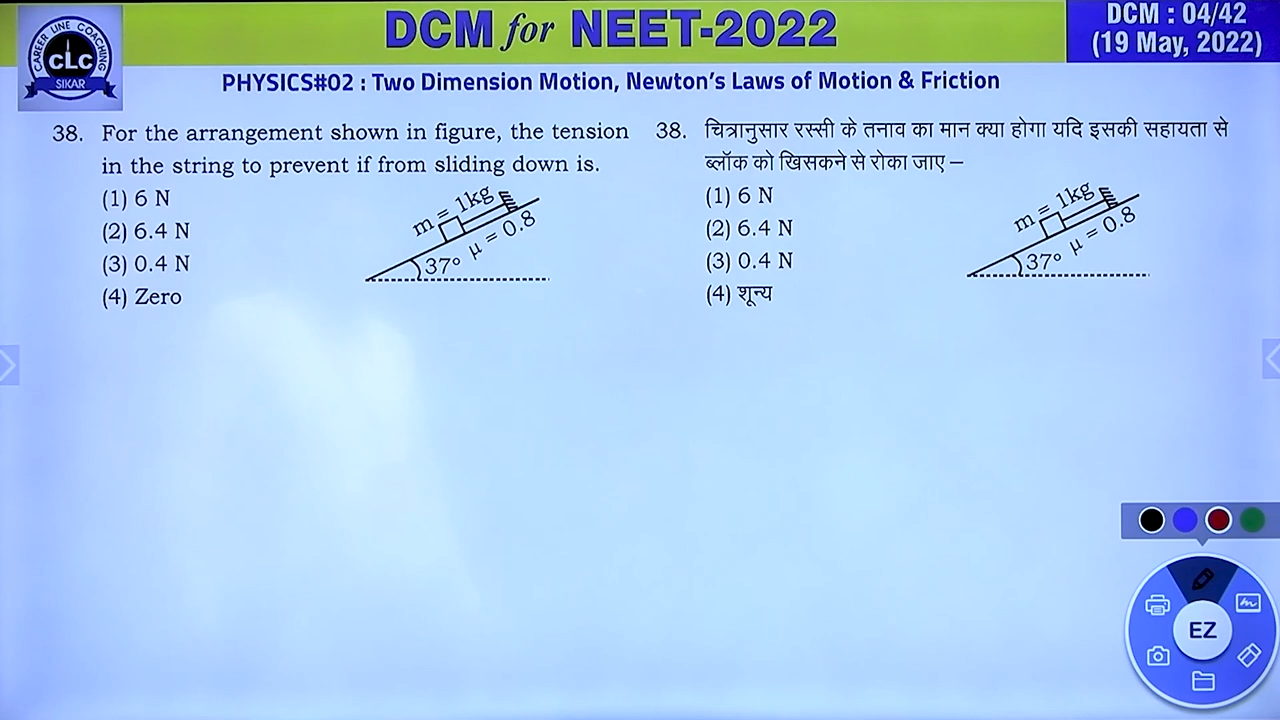 CAREER LINE COACHING
CLC
SIKAR
DCM for NEET-2022
DCM : 04/42
(19 May, 2022)
PHYSICS#02 : Two Dimension Motion, Newton's Laws of Motion & Friction
38. For the arrangement shown in figure, the tension
in the string to prevent if from sliding down is.
(1) 6 N
(2) 6.4 N
(3) 0.4 N
(4) Zero
m = 1kg
μ = 0.8
37°
38. चित्रानुसार रस्सी के तनाव का मान क्या होगा यदि इसकी सहायता से
ब्लॉक को खिसकने से रोका जाए –
(1) 6 N
(2) 6.4 N
(3) 0.4 N
(4) शून्य
m = 1kg
μ = 0.8
37°
EZ